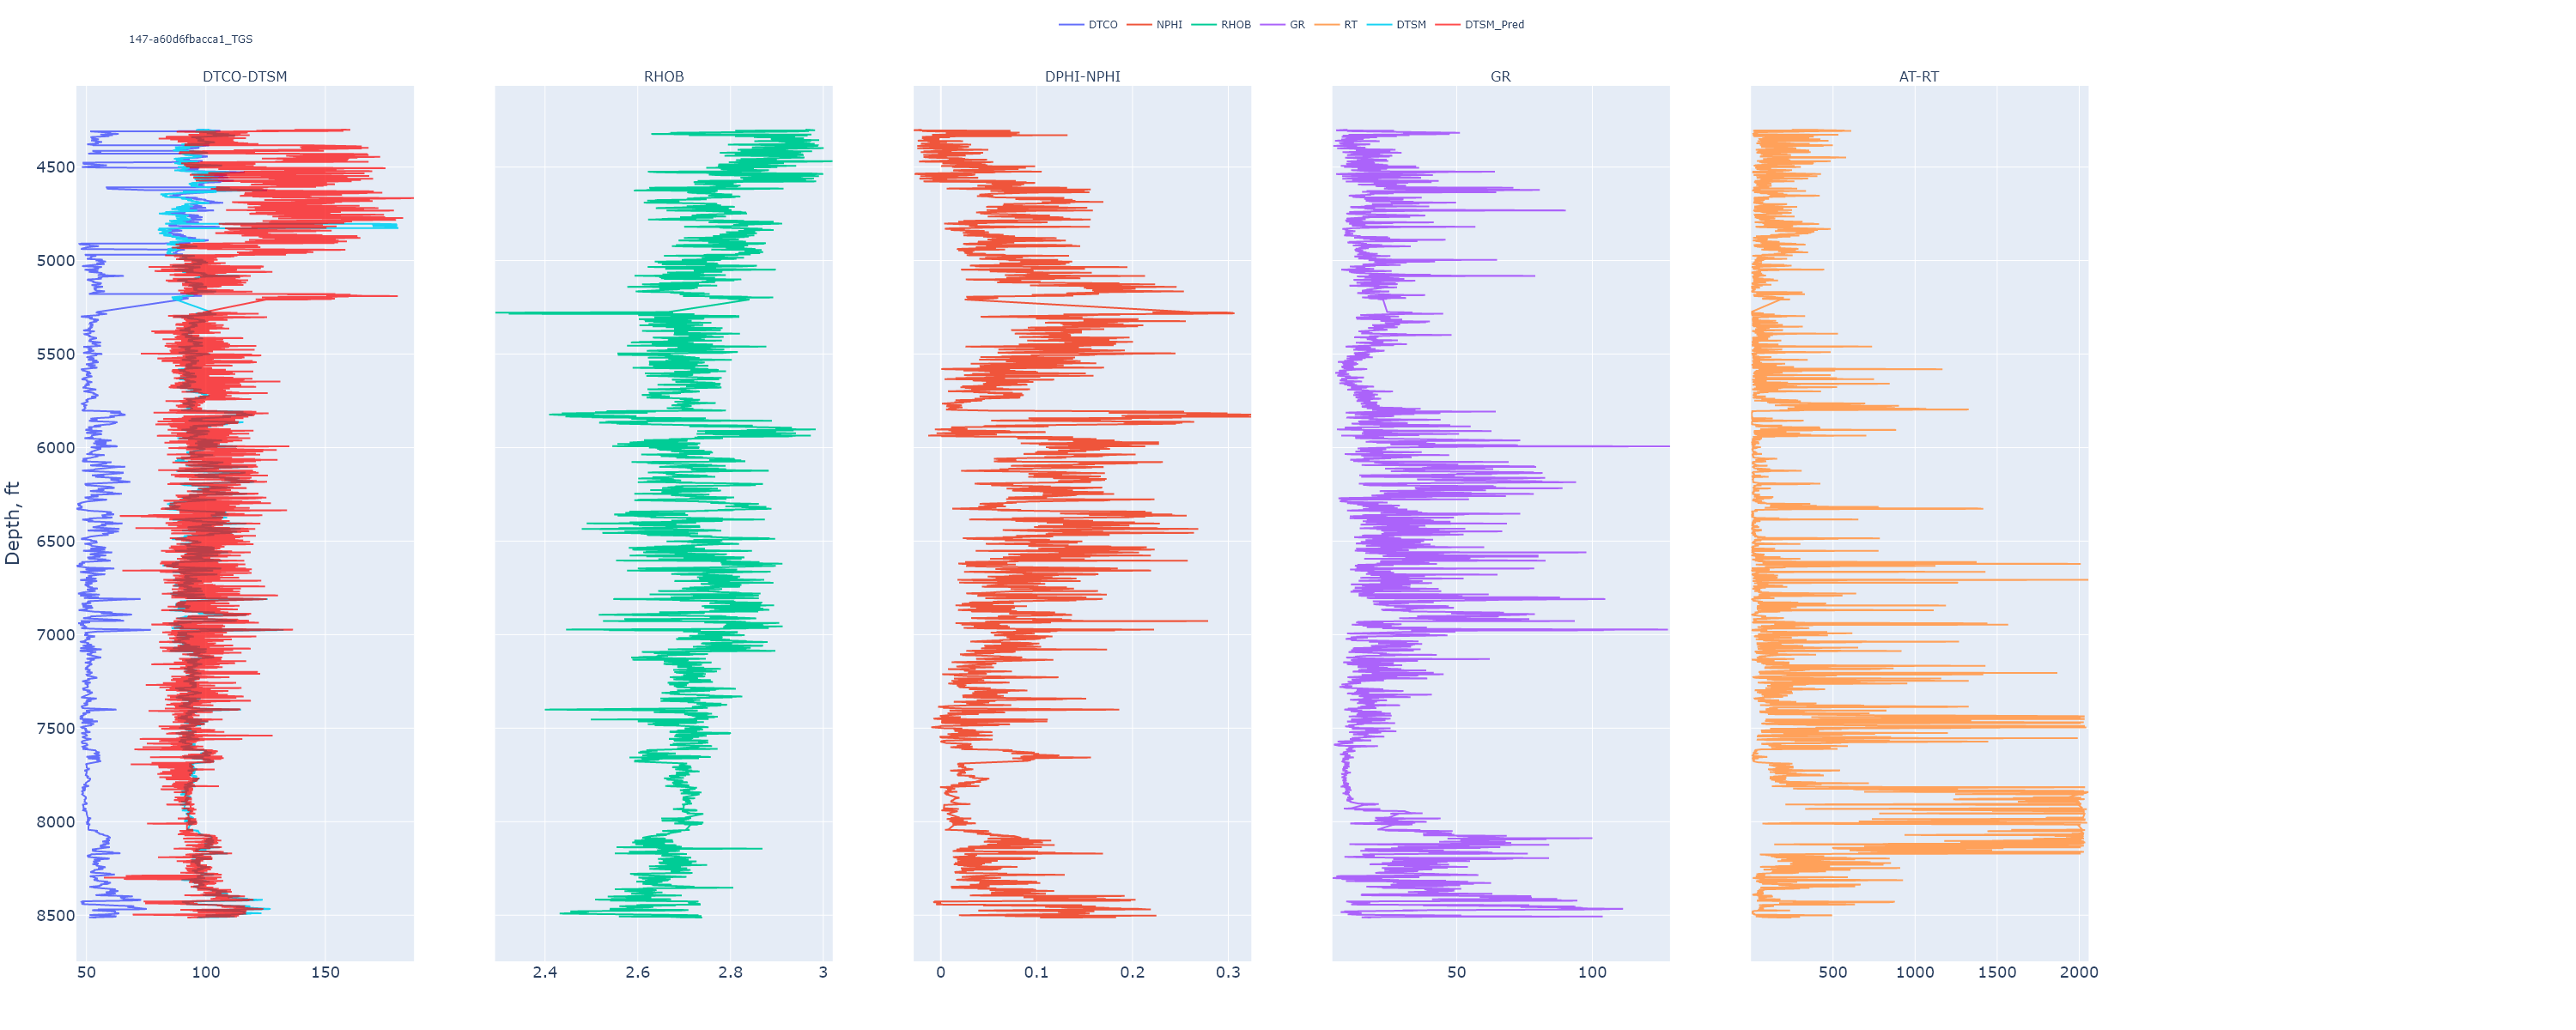 DTCO NPHI RHOB GR RT DTSM DTSM_Pred
147-a60d6fbacca1_TGS
DTCO-DTSM RHOB DPHI-NPHI GR AT-RT
4500
5000
5500
6000
Depth, ft
6500
7000
7500
8000
8500
50 100 150 2.4 2.6 2.8 3 0 0.1 0.2 0.3 50 100 500 1000 1500 2000